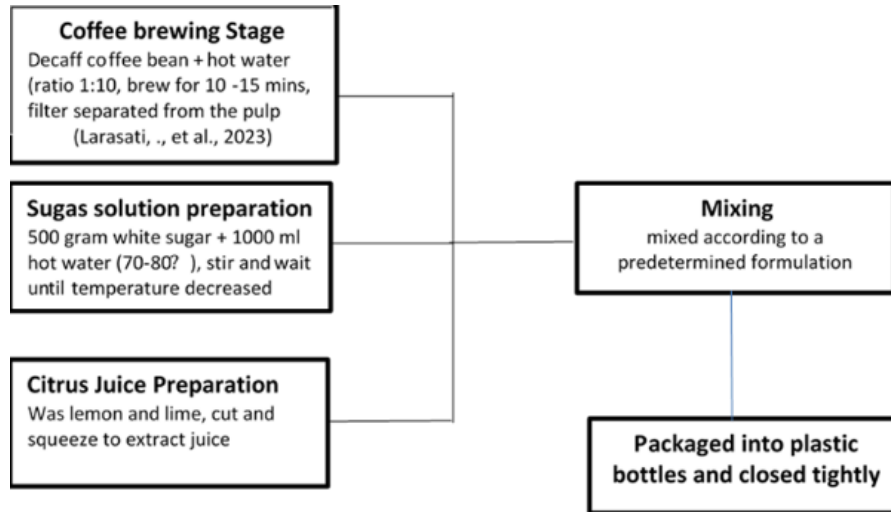 Coffee brewing Stage
Decaff coffee bean + hot water
(ratio 1:10, brew for 10 -15 mins,
filter separated from the pulp
(Larasati, ., et al., 2023)
Sugas solution preparation
500 gram white sugar + 1000 ml
hot water (70-80? ), stir and wait
until temperature decreased
Citrus Juice Preparation
Was lemon and lime, cut and
squeeze to extract juice
Mixing
mixed according to a
predetermined formulation
Packaged into plastic
bottles and closed tightly